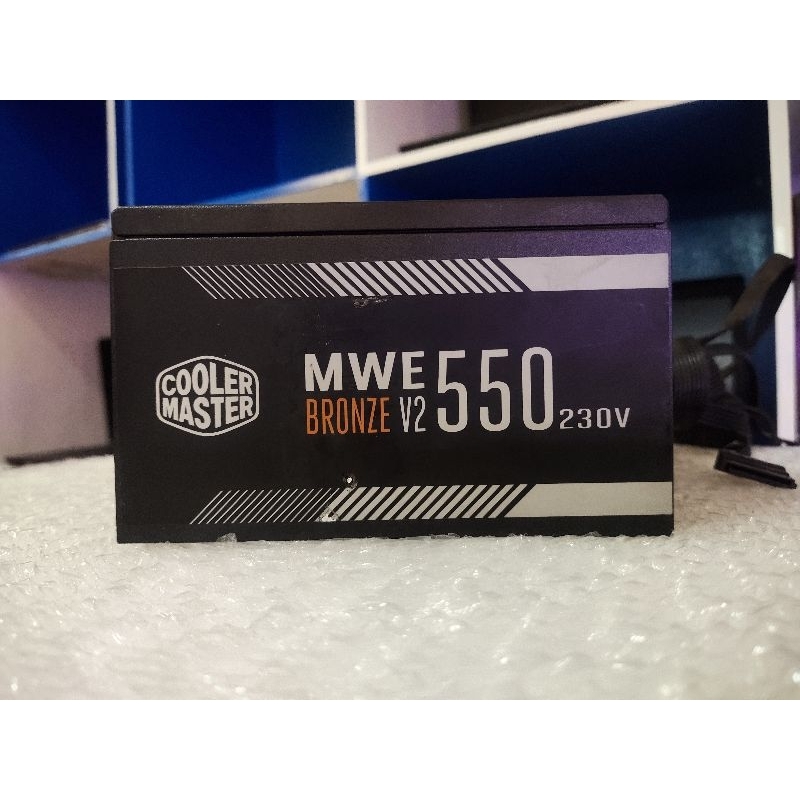 COOLER
MASTER
MWE 550 230V
BRONZE V2